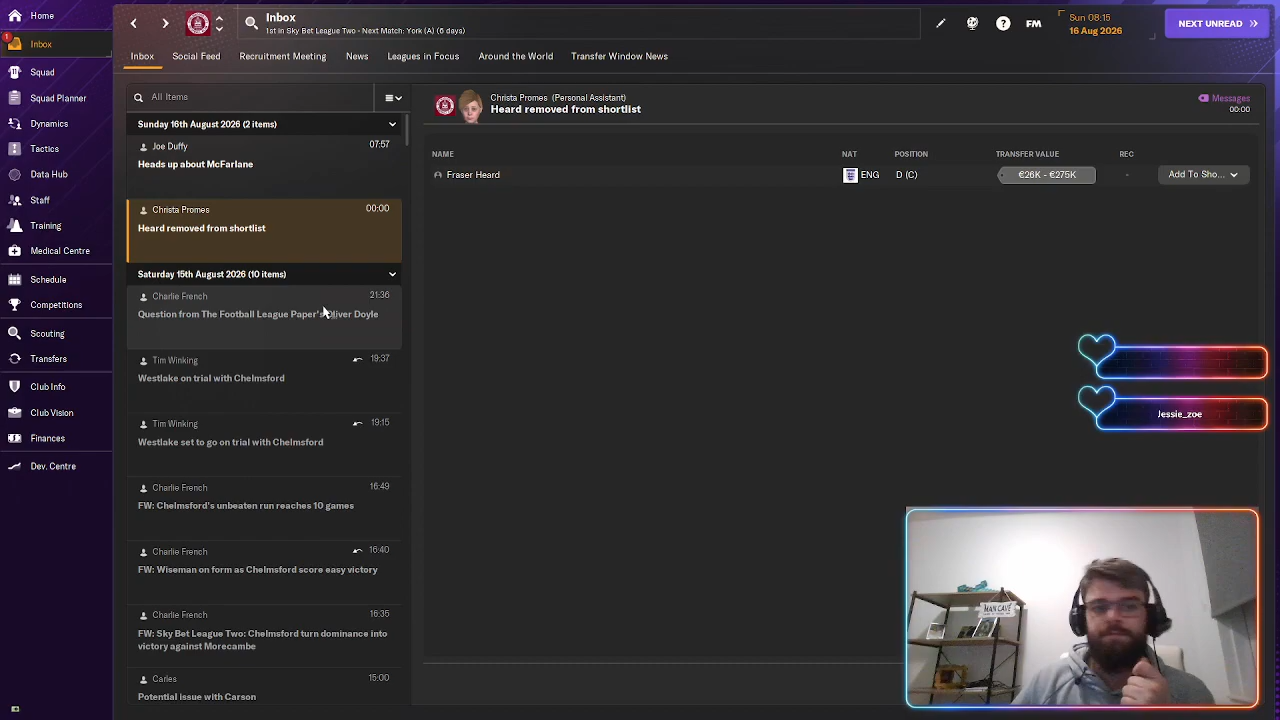 Home
Inbox
1st in Sky Bet League Two - Next Match: York (A) (6 days)
FM
Sun 08:15
16 Aug 2026
NEXT UNREAD
1
Inbox
Squad
Squad Planner
Dynamics
Tactics
Data Hub
Staff
Training
Medical Centre
Schedule
Competitions
Scouting
Transfers
Club Info
Club Vision
Finances
Dev. Centre
Inbox
Social Feed
Recruitment Meeting
News
Leagues in Focus
Around the World
Transfer Window News
All Items
Sunday 16th August 2026 (2 items)
Joe Duffy
07:57
Heads up about McFarlane
Christa Promes
00:00
Heard removed from shortlist
Saturday 15th August 2026 (10 items)
Charlie French
21:36
Question from The Football League Paper's Oliver Doyle
Tim Winking
19:37
Westlake on trial with Chelmsford
Tim Winking
19:15
Westlake set to go on trial with Chelmsford
Charlie French
16:49
FW: Chelmsford's unbeaten run reaches 10 games
Charlie French
16:40
FW: Wiseman on form as Chelmsford score easy victory
Charlie French
16:35
FW: Sky Bet League Two: Chelmsford turn dominance into
victory against Morecambe
Carles
15:00
Potential issue with Carson
Christa Promes (Personal Assistant)
Heard removed from shortlist
Messages
00:00
NAME
NAT
POSITION
TRANSFER VALUE
REC
Fraser Heard
ENG
D (C)
€26K - €275K
-
Add To Sho...
Jessie_zoe
MAN CAVE